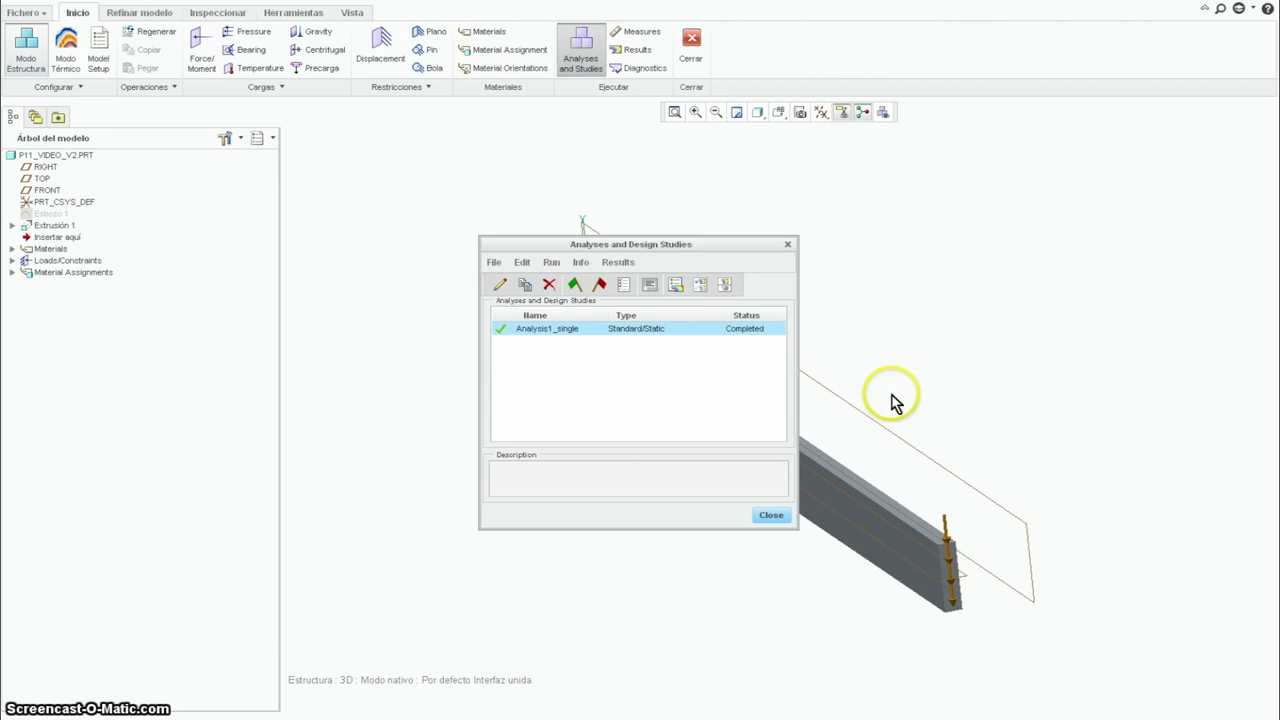 Fichero Inicio Refinar modelo Inspeccionar Herramientas Vista
Modo Estructura
Modo Térmico
Model Setup
Configurar
Regenerar
Copiar
Pegar
Operaciones
Force/ Moment
Pressure
Bearing
Temperature
Gravity
Centrifugal
Precarga
Cargas
Displacement
Plano
Pin
Bola
Restricciones
Materials
Material Assignment
Material Orientations
Materiales
Analyses and Studies
Measures
Results
Diagnostics
Ejecutar
Cerrar
Cerrar
Árbol del modelo
P11_VIDEO_V2.PRT
RIGHT
TOP
FRONT
PRT_CSYS_DEF
Esbozo 1
Extrusión 1
Insertar aquí
Materials
Loads/Constraints
Material Assignments
Y
Analyses and Design Studies
File Edit Run Info Results
Analyses and Design Studies
Name Type Status
Analysis1_single Standard/Static Completed
Description
Close
Estructura : 3D : Modo nativo : Por defecto Interfaz unida
Screencast-O-Matic.com